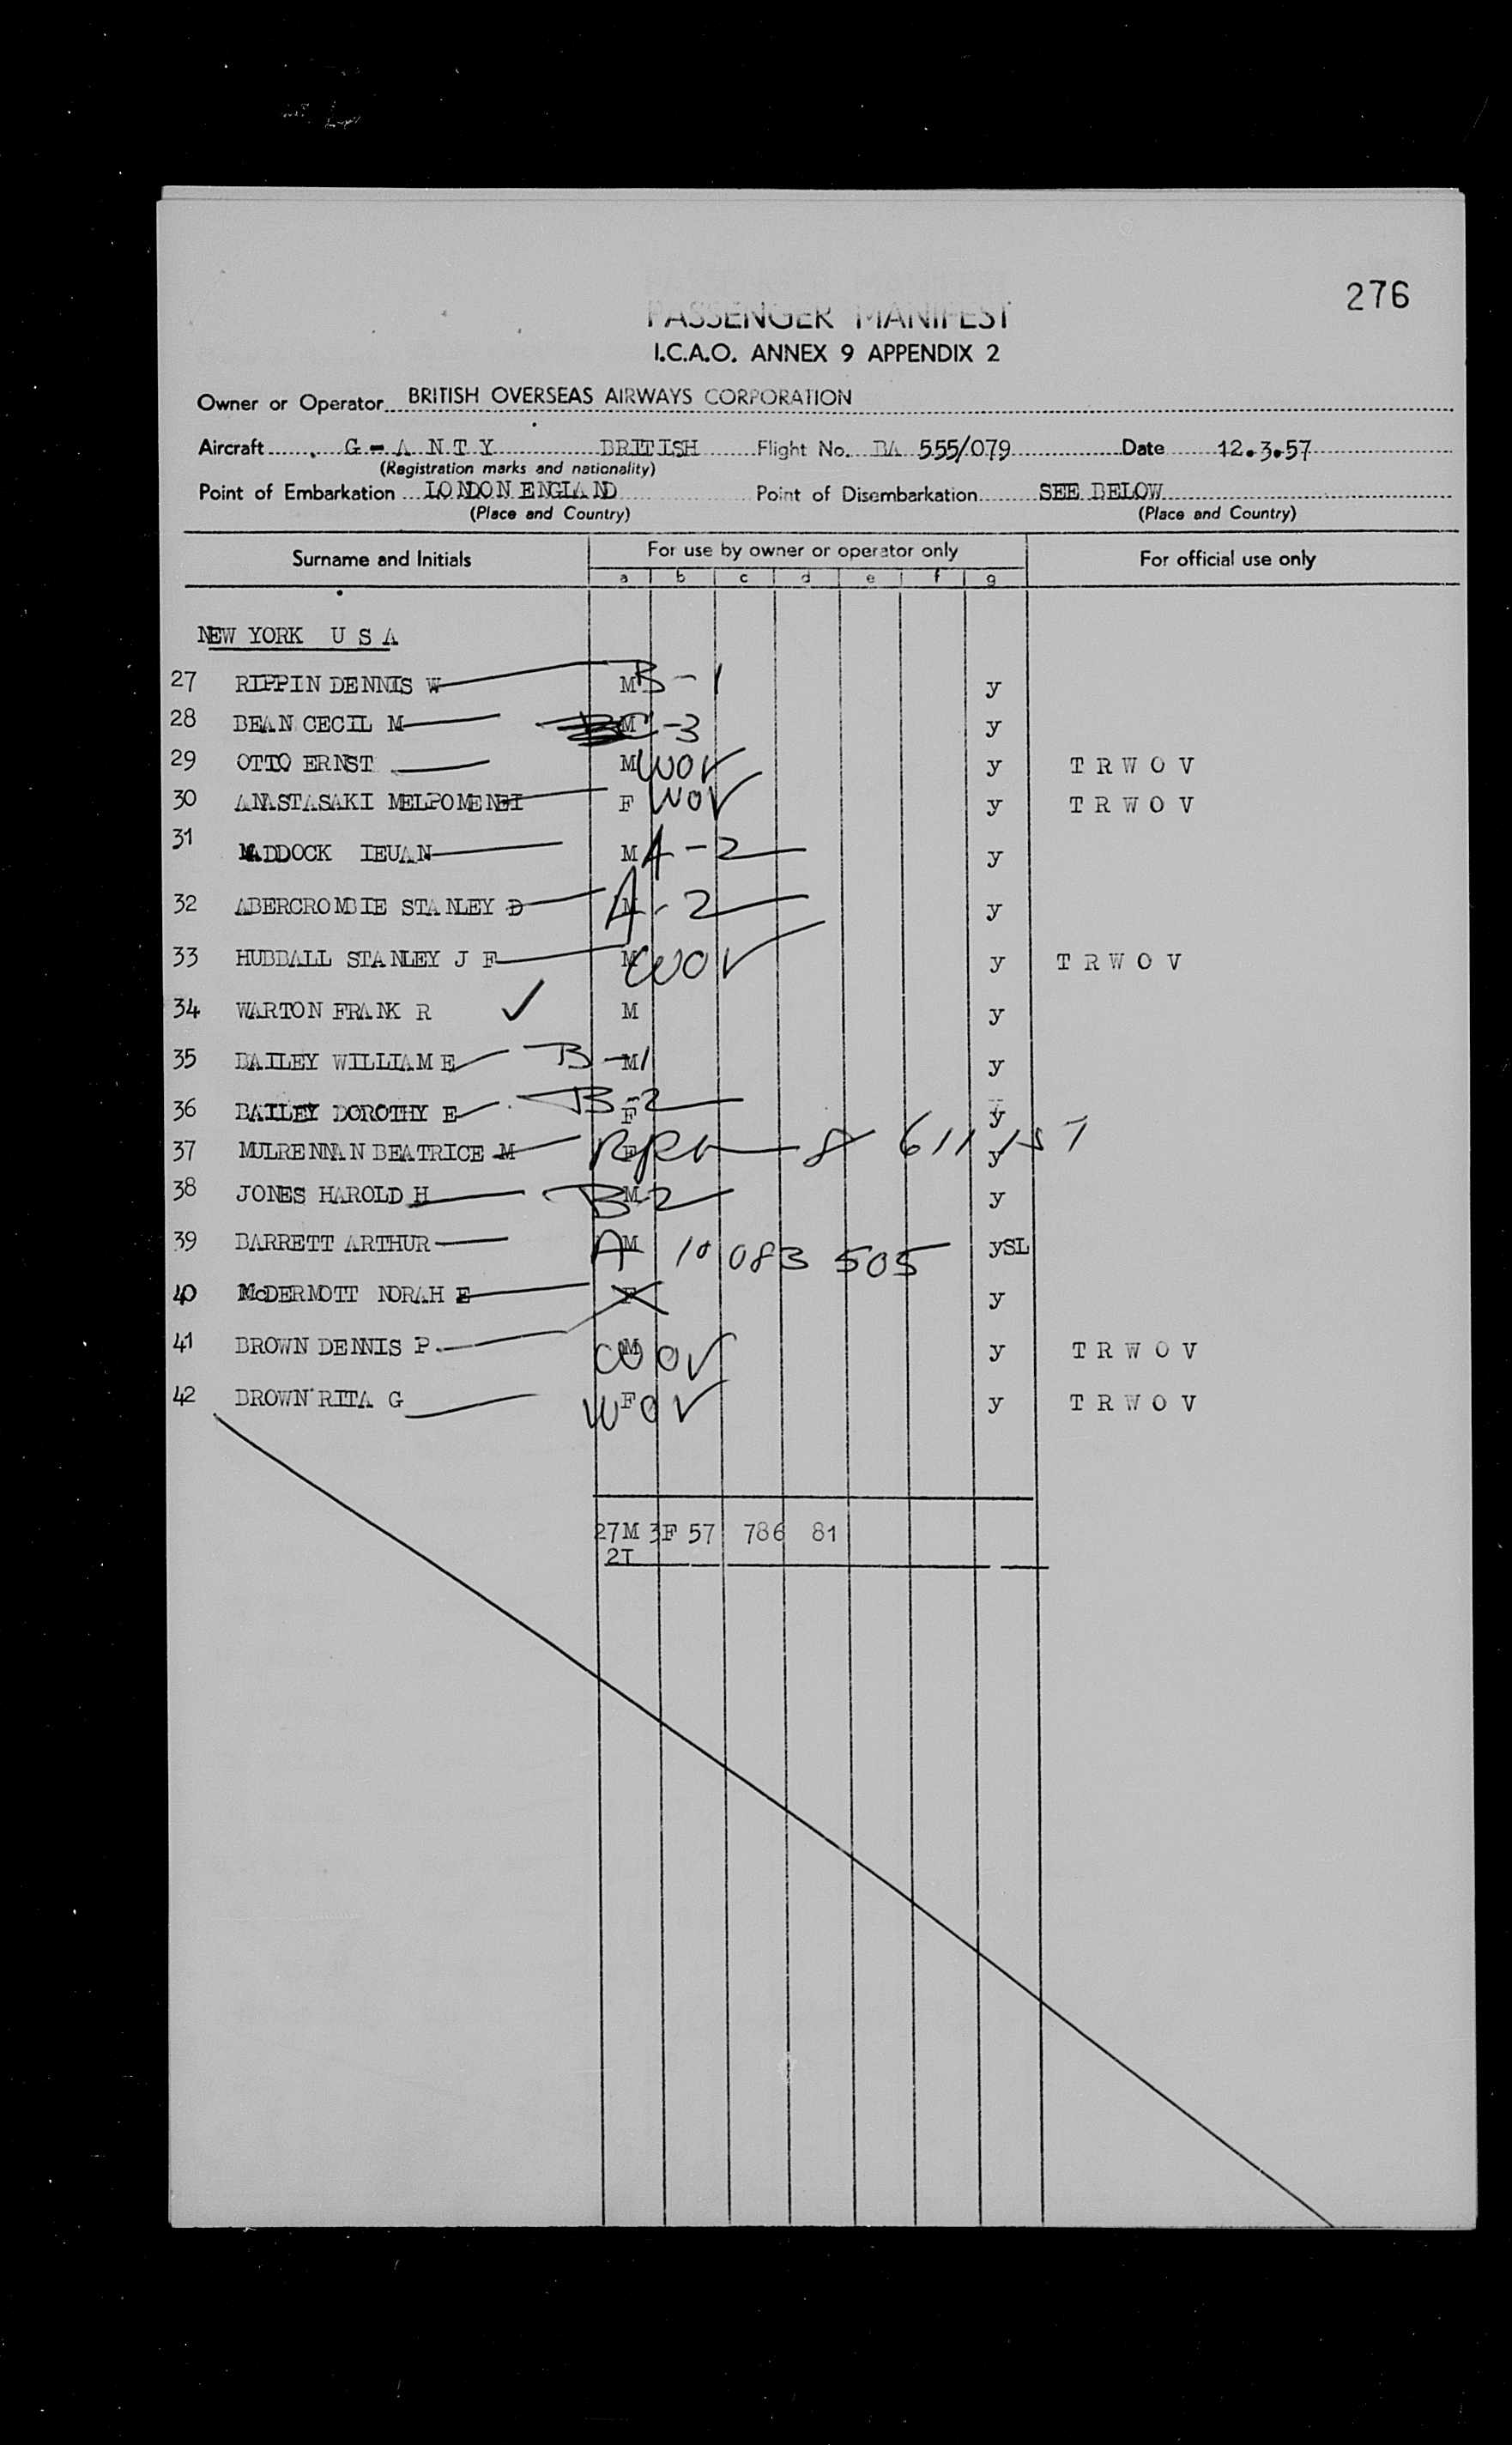 276
PASSENGER MANIFEST
I.C.A.O. ANNEX 9 APPENDIX 2
Owner or Operator BRITISH OVERSEAS AIRWAYS CORPORATION
Aircraft G-ANTY BRITISH Flight No. BA 555/079 Date 12.3.57
(Registration marks and nationality)
Point of Embarkation LONDON ENGLAND Point of Disembarkation SEE BELOW
(Place and Country) (Place and Country)
Surname and Initials For use by owner or operator only For official use only
a b c d e f g
NEW YORK U S A
27 RIPPIN DENNIS W M B-1 y
28 BEAN CECIL M M C-3 y
29 OTTO ERNST M WOV y T R W O V
30 ANASTASAKI MELPOMENEI F WOV y T R W O V
31 MADDOCK IEUAN M A-2 y
32 ABERCROMBIE STANLEY D M A-2 y
33 HUBBALL STANLEY J F M WOV y T R W O V
34 WARTON FRANK R ✓ M y
35 BAILEY WILLIAM E B-1 M y
36 BAILEY DOROTHY E B-2 F y
37 MULRENNAN BEATRICE M F y
38 JONES HAROLD H B-2 M y
39 BARRETT ARTHUR A M 10 083 505 ySL
40 McDERMOTT NORAH E F y
41 BROWN DENNIS P. M WOV y T R W O V
42 BROWN RITA G F WOV y T R W O V
27M 3F 57 786 81
2I